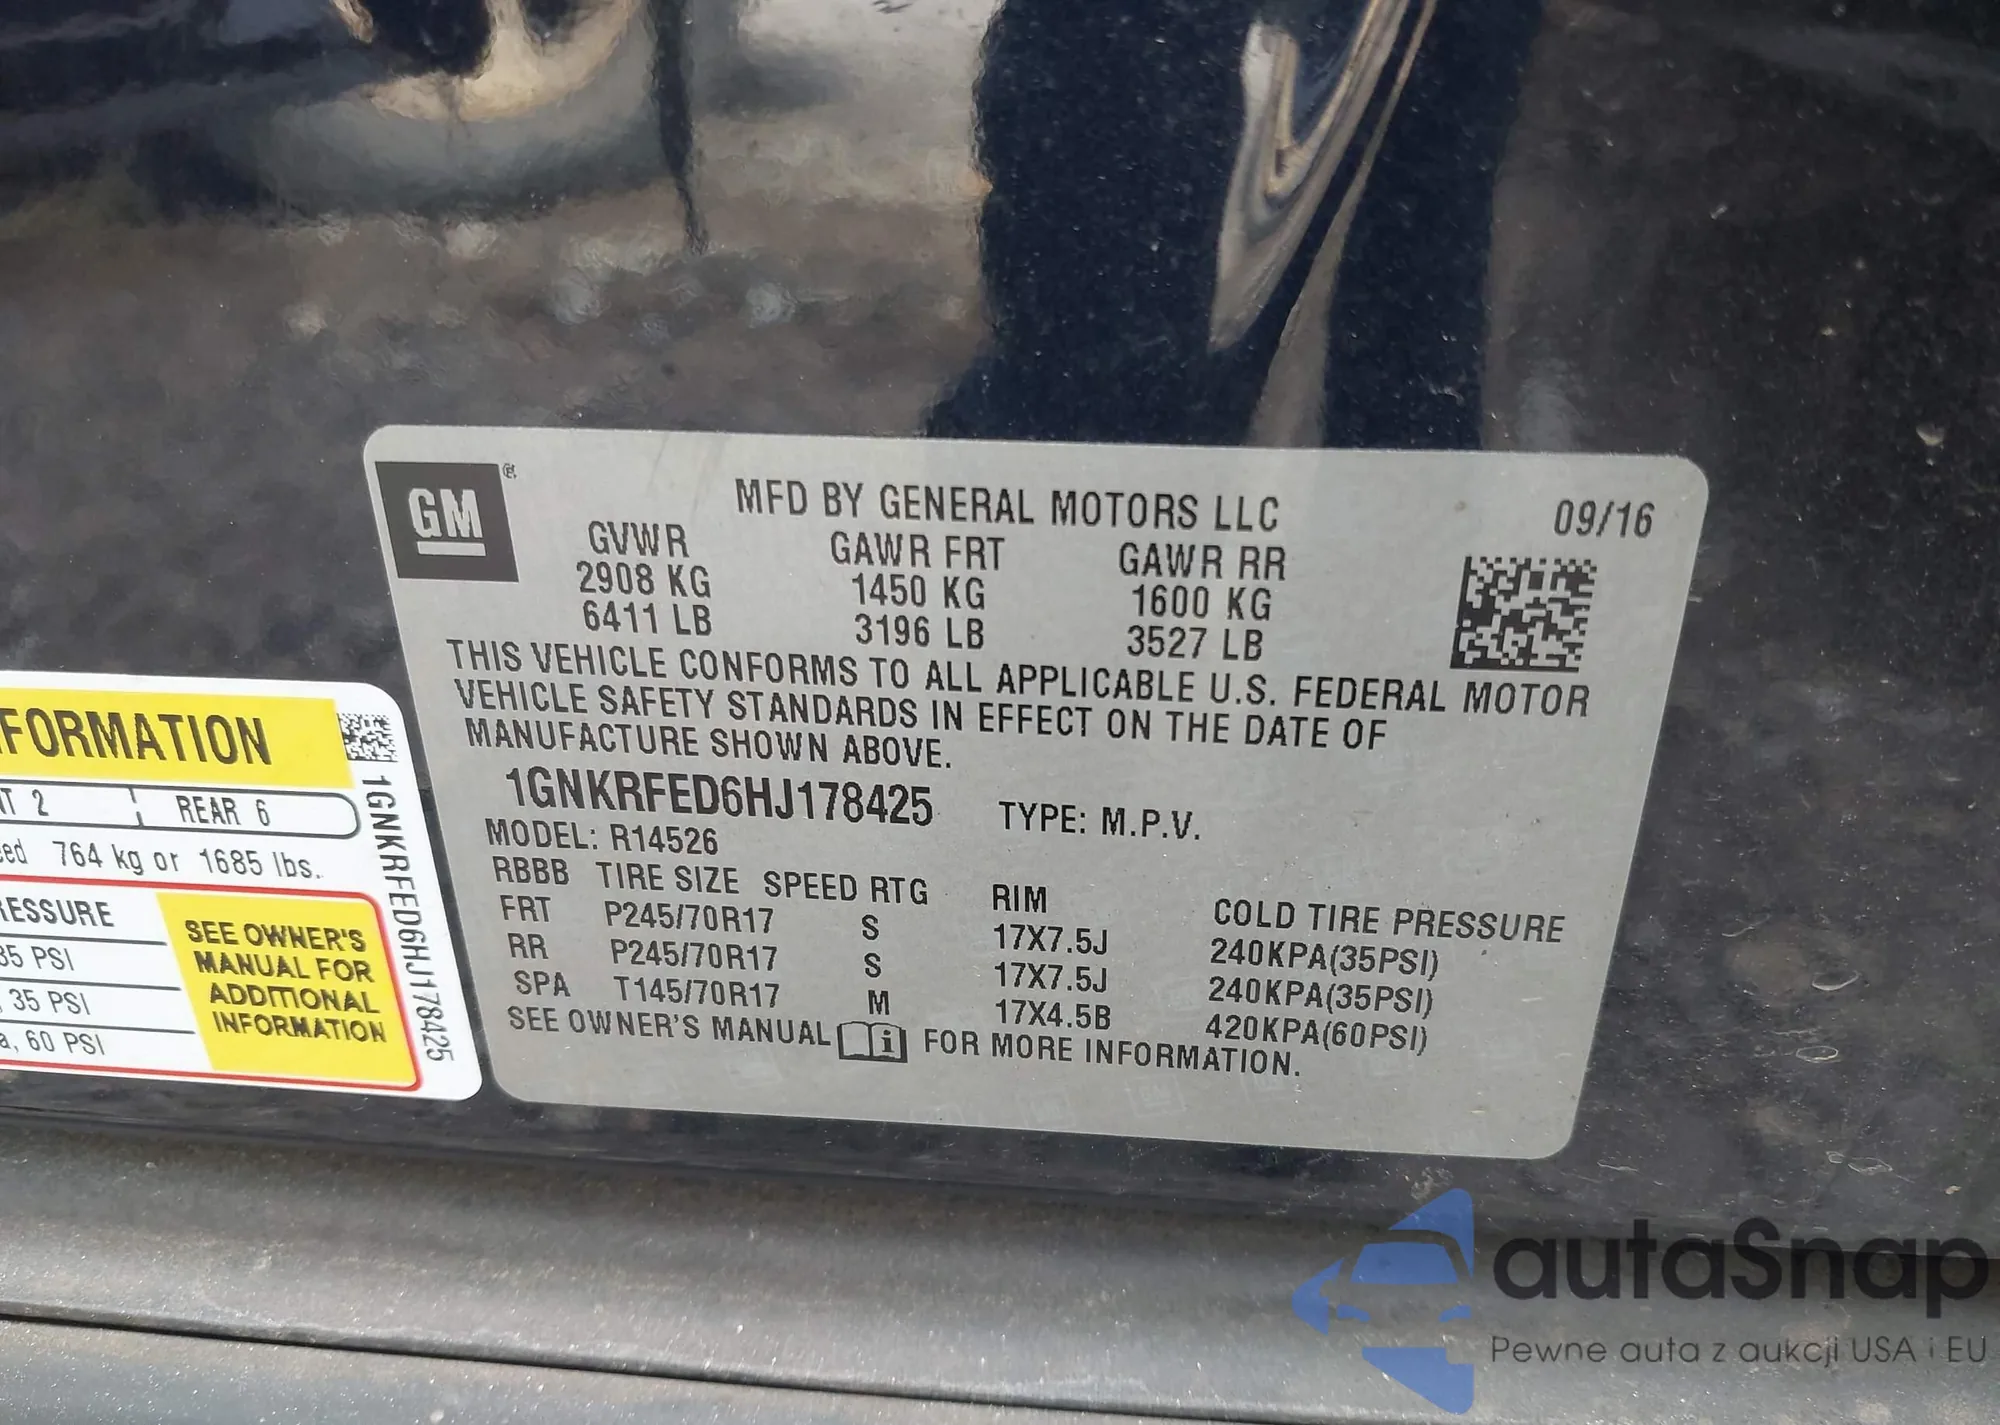 GM
MFD BY GENERAL MOTORS LLC
09/16
GVWR GAWR FRT GAWR RR
2908 KG 1450 KG 1600 KG
6411 LB 3196 LB 3527 LB
THIS VEHICLE CONFORMS TO ALL APPLICABLE U.S. FEDERAL MOTOR
VEHICLE SAFETY STANDARDS IN EFFECT ON THE DATE OF
MANUFACTURE SHOWN ABOVE.
1GNKRFED6HJ178425 TYPE: M.P.V.
MODEL: R14526
RBBB TIRE SIZE SPEED RTG RIM COLD TIRE PRESSURE
FRT P245/70R17 S 17X7.5J 240KPA(35PSI)
RR P245/70R17 S 17X7.5J 240KPA(35PSI)
SPA T145/70R17 M 17X4.5B 420KPA(60PSI)
SEE OWNER'S MANUAL i FOR MORE INFORMATION.
FORMATION
2 REAR 6
764 kg or 1685 lbs.
35 PSI
35 PSI
60 PSI
SEE OWNER'S
MANUAL FOR
ADDITIONAL
INFORMATION
1GNKRFED6HJ178425
autaSnap
Pewne auta z aukcji USA i EU